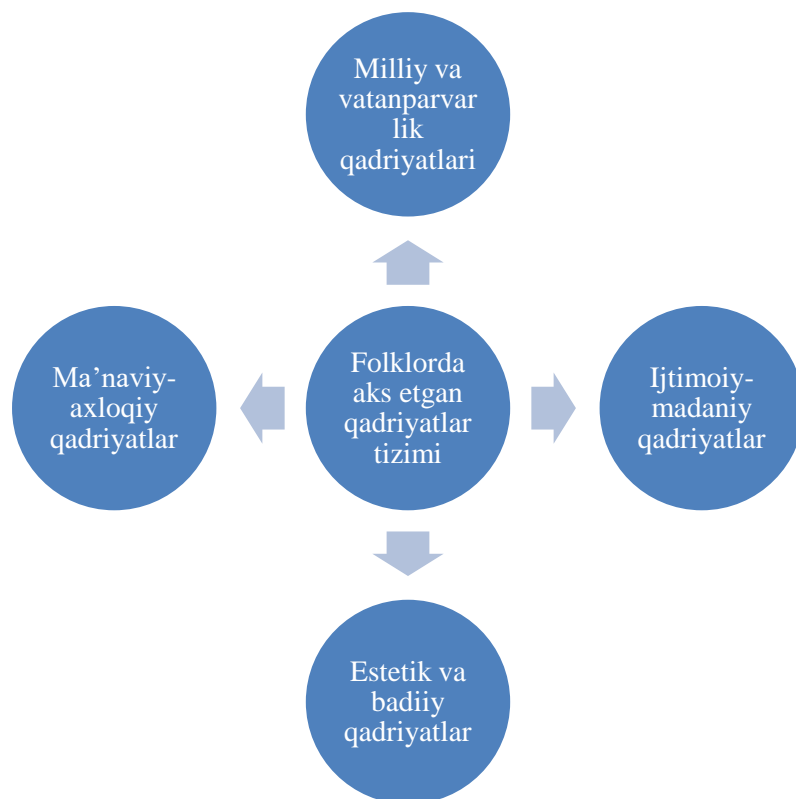 Milliy va
vatanparvar
lik
qadriyatlari
Ma’naviy-
axloqiy
qadriyatlar
Folklorda
aks etgan
qadriyatlar
tizimi
Ijtimoiy-
madaniy
qadriyatlar
Estetik va
badiiy
qadriyatlar